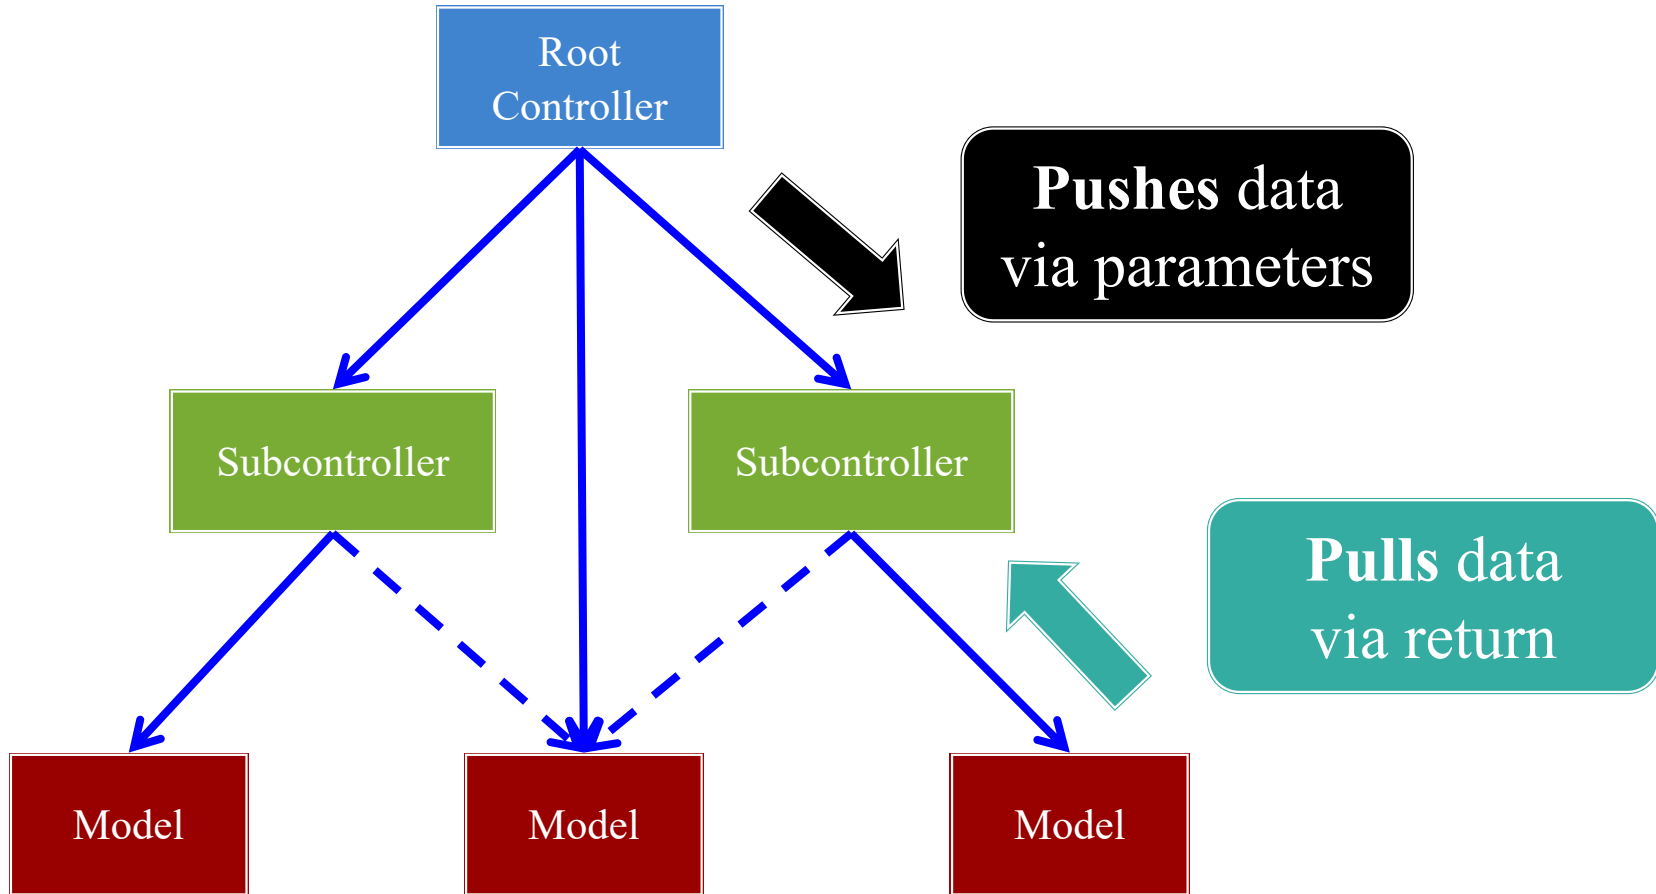 Root
Controller
Pushes data
via parameters
Subcontroller
Subcontroller
Pulls data
via return
Model
Model
Model